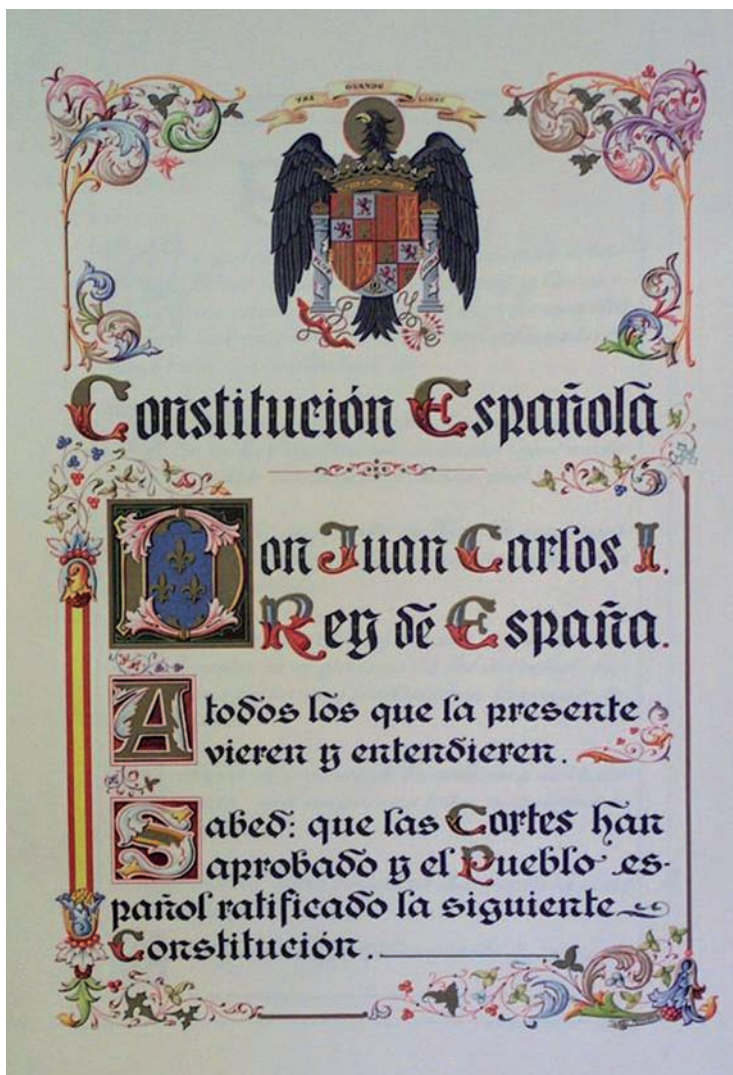 UNA GRANDE LIBRE
Constitución Española
Don Juan Carlos I.
Rey de España.
A todos los que la presente
vieren y entendieren.
Sabed: que las Cortes han
aprobado y el Pueblo es-
pañol ratificado la siguiente
Constitución.